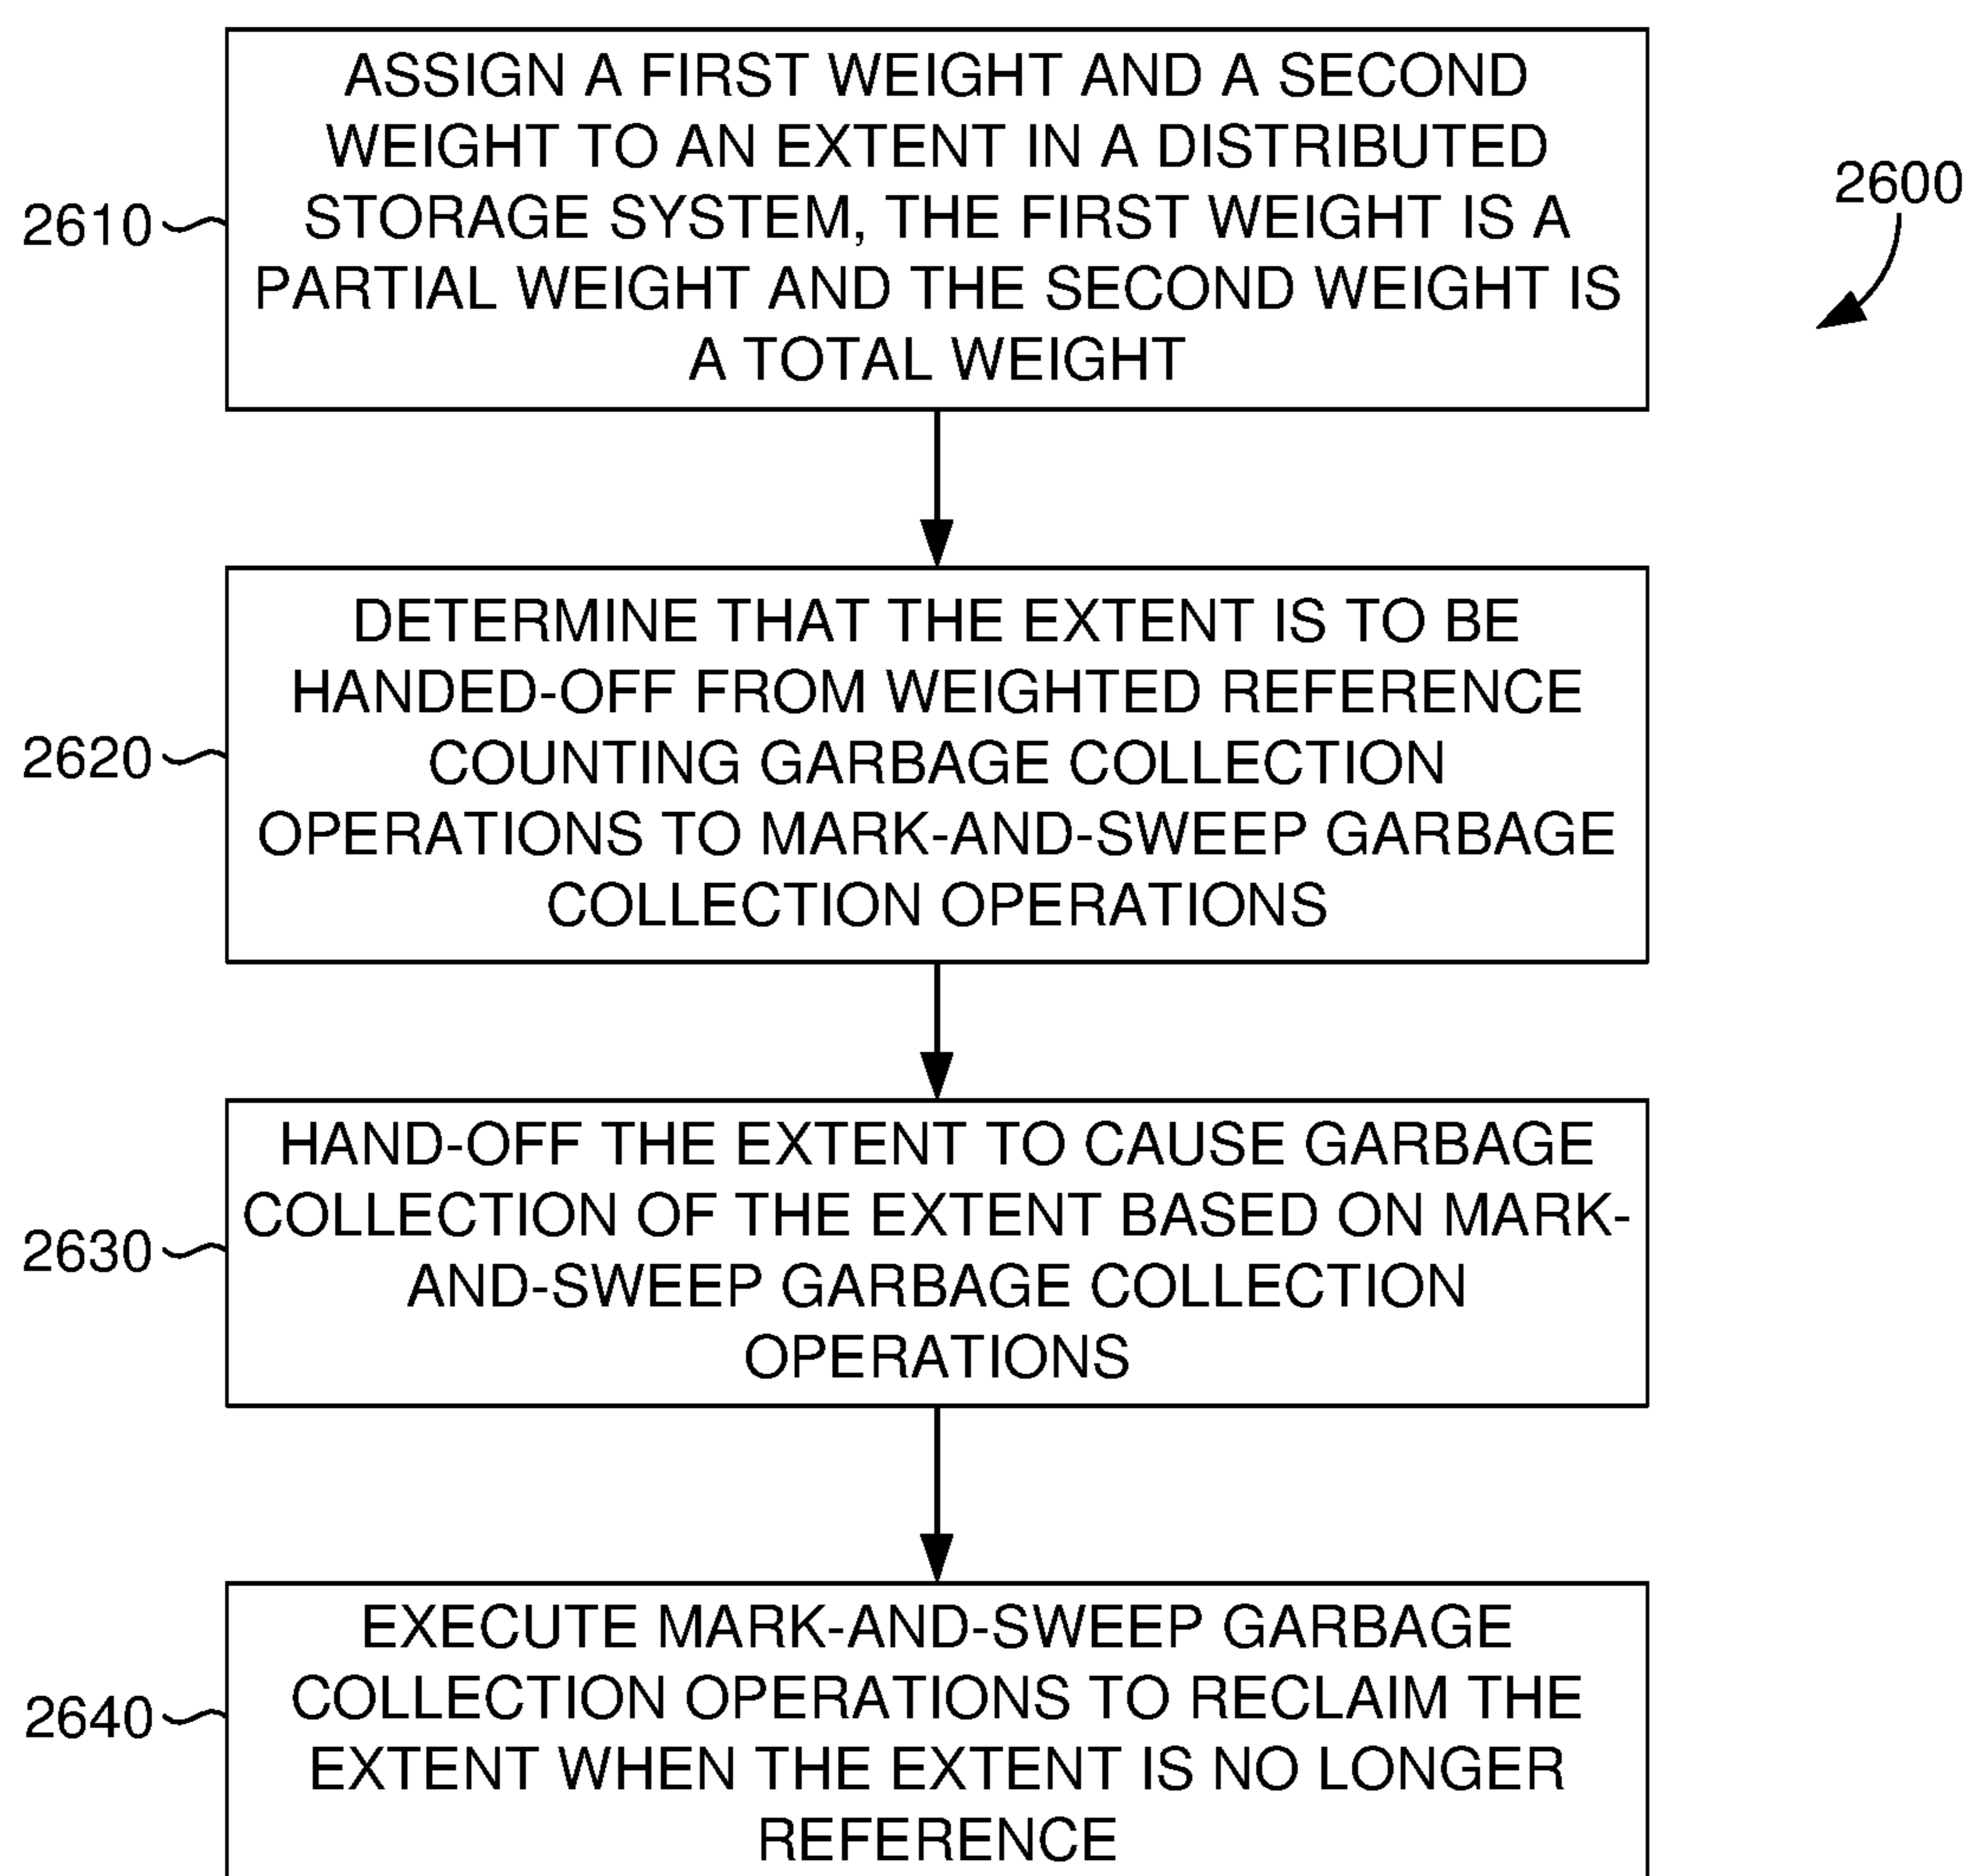 ASSIGN A FIRST WEIGHT AND A SECOND
WEIGHT TO AN EXTENT IN A DISTRIBUTED
STORAGE SYSTEM, THE FIRST WEIGHT IS A
PARTIAL WEIGHT AND THE SECOND WEIGHT IS
A TOTAL WEIGHT
2610
2600
DETERMINE THAT THE EXTENT IS TO BE
HANDED-OFF FROM WEIGHTED REFERENCE
COUNTING GARBAGE COLLECTION
OPERATIONS TO MARK-AND-SWEEP GARBAGE
COLLECTION OPERATIONS
2620
HAND-OFF THE EXTENT TO CAUSE GARBAGE
COLLECTION OF THE EXTENT BASED ON MARK-
AND-SWEEP GARBAGE COLLECTION
OPERATIONS
2630
EXECUTE MARK-AND-SWEEP GARBAGE
COLLECTION OPERATIONS TO RECLAIM THE
EXTENT WHEN THE EXTENT IS NO LONGER
REFERENCE
2640